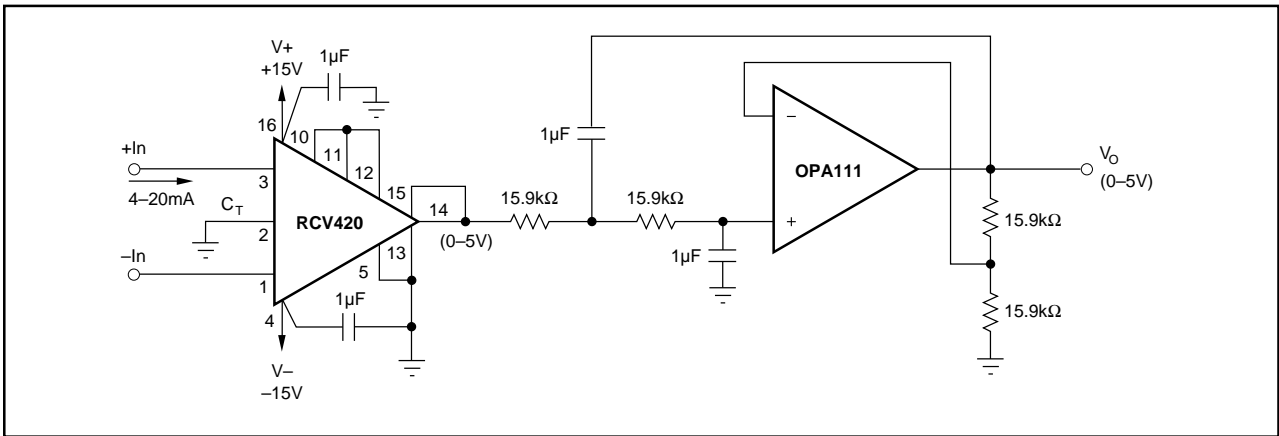 V+
+15V
1µF
16
10
11
12
15
+In
3
4–20mA
C_T
2
RCV420
14
(0–5V)
13
5
–In
1
4
1µF
V–
–15V
15.9kΩ
1µF
15.9kΩ
1µF
–
OPA111
+
V_O
(0–5V)
15.9kΩ
15.9kΩ